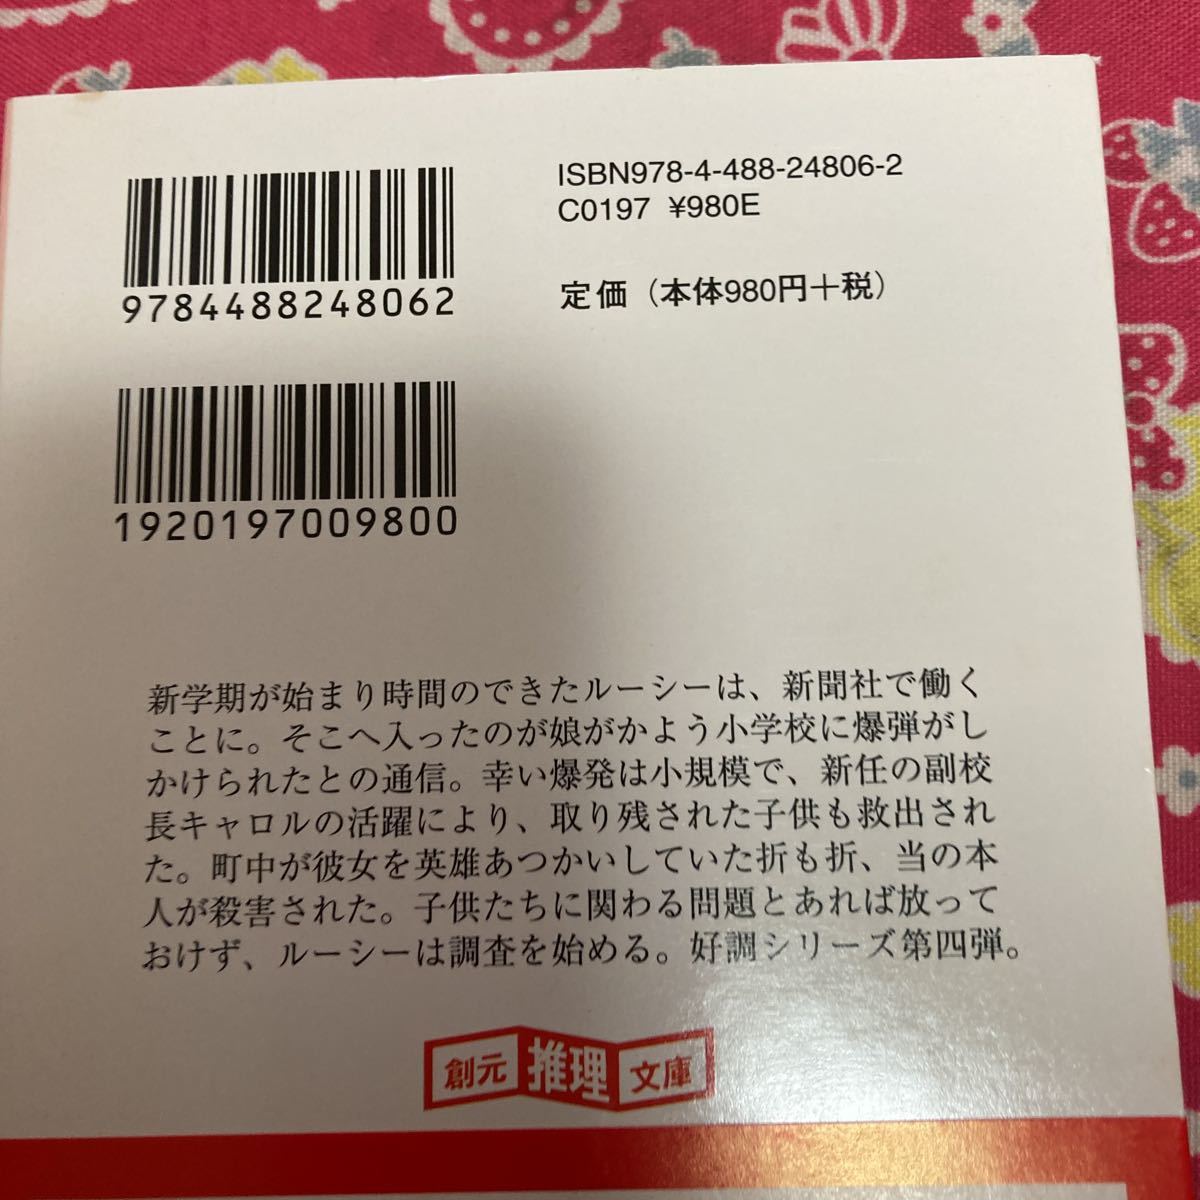 ISBN978-4-488-24806-2
C0197 ¥980E
定価（本体980円＋税）
9784488248062
1920197009800
新学期が始まり時間のできたルーシーは、新聞社で働く
ことに。そこへ入ったのが娘がかよう小学校に爆弾がし
かけられたとの通信。幸い爆発は小規模で、新任の副校
長キャロルの活躍により、取り残された子供も救出され
た。町中が彼女を英雄あつかいしていた折も折、当の本
人が殺害された。子供たちに関わる問題とあれば放って
おけず、ルーシーは調査を始める。好調シリーズ第四弾。
創元推理文庫